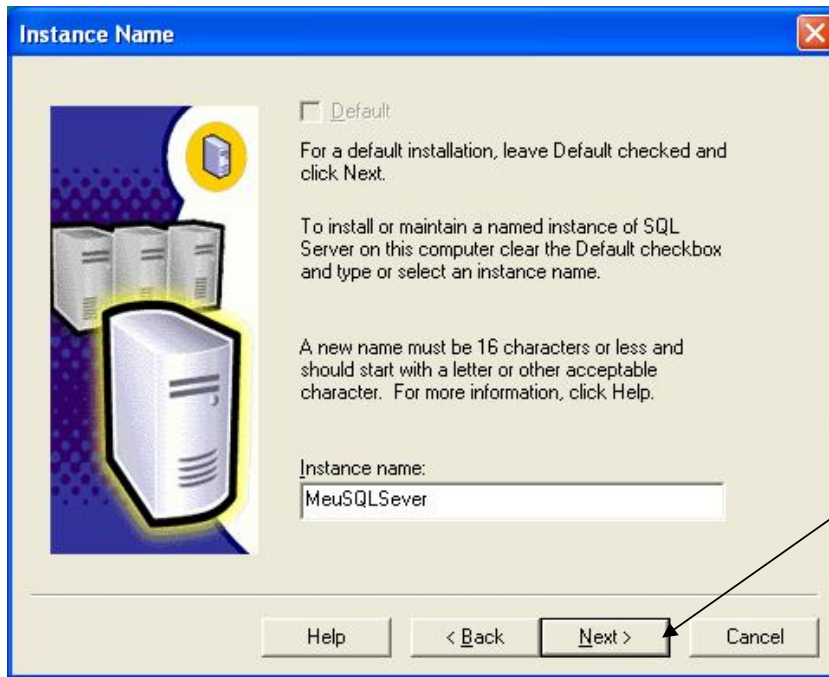 Instance Name
Default
For a default installation, leave Default checked and
click Next.
To install or maintain a named instance of SQL
Server on this computer clear the Default checkbox
and type or select an instance name.
A new name must be 16 characters or less and
should start with a letter or other acceptable
character. For more information, click Help.
Instance name:
MeuSQLSever
Help
< Back
Next >
Cancel